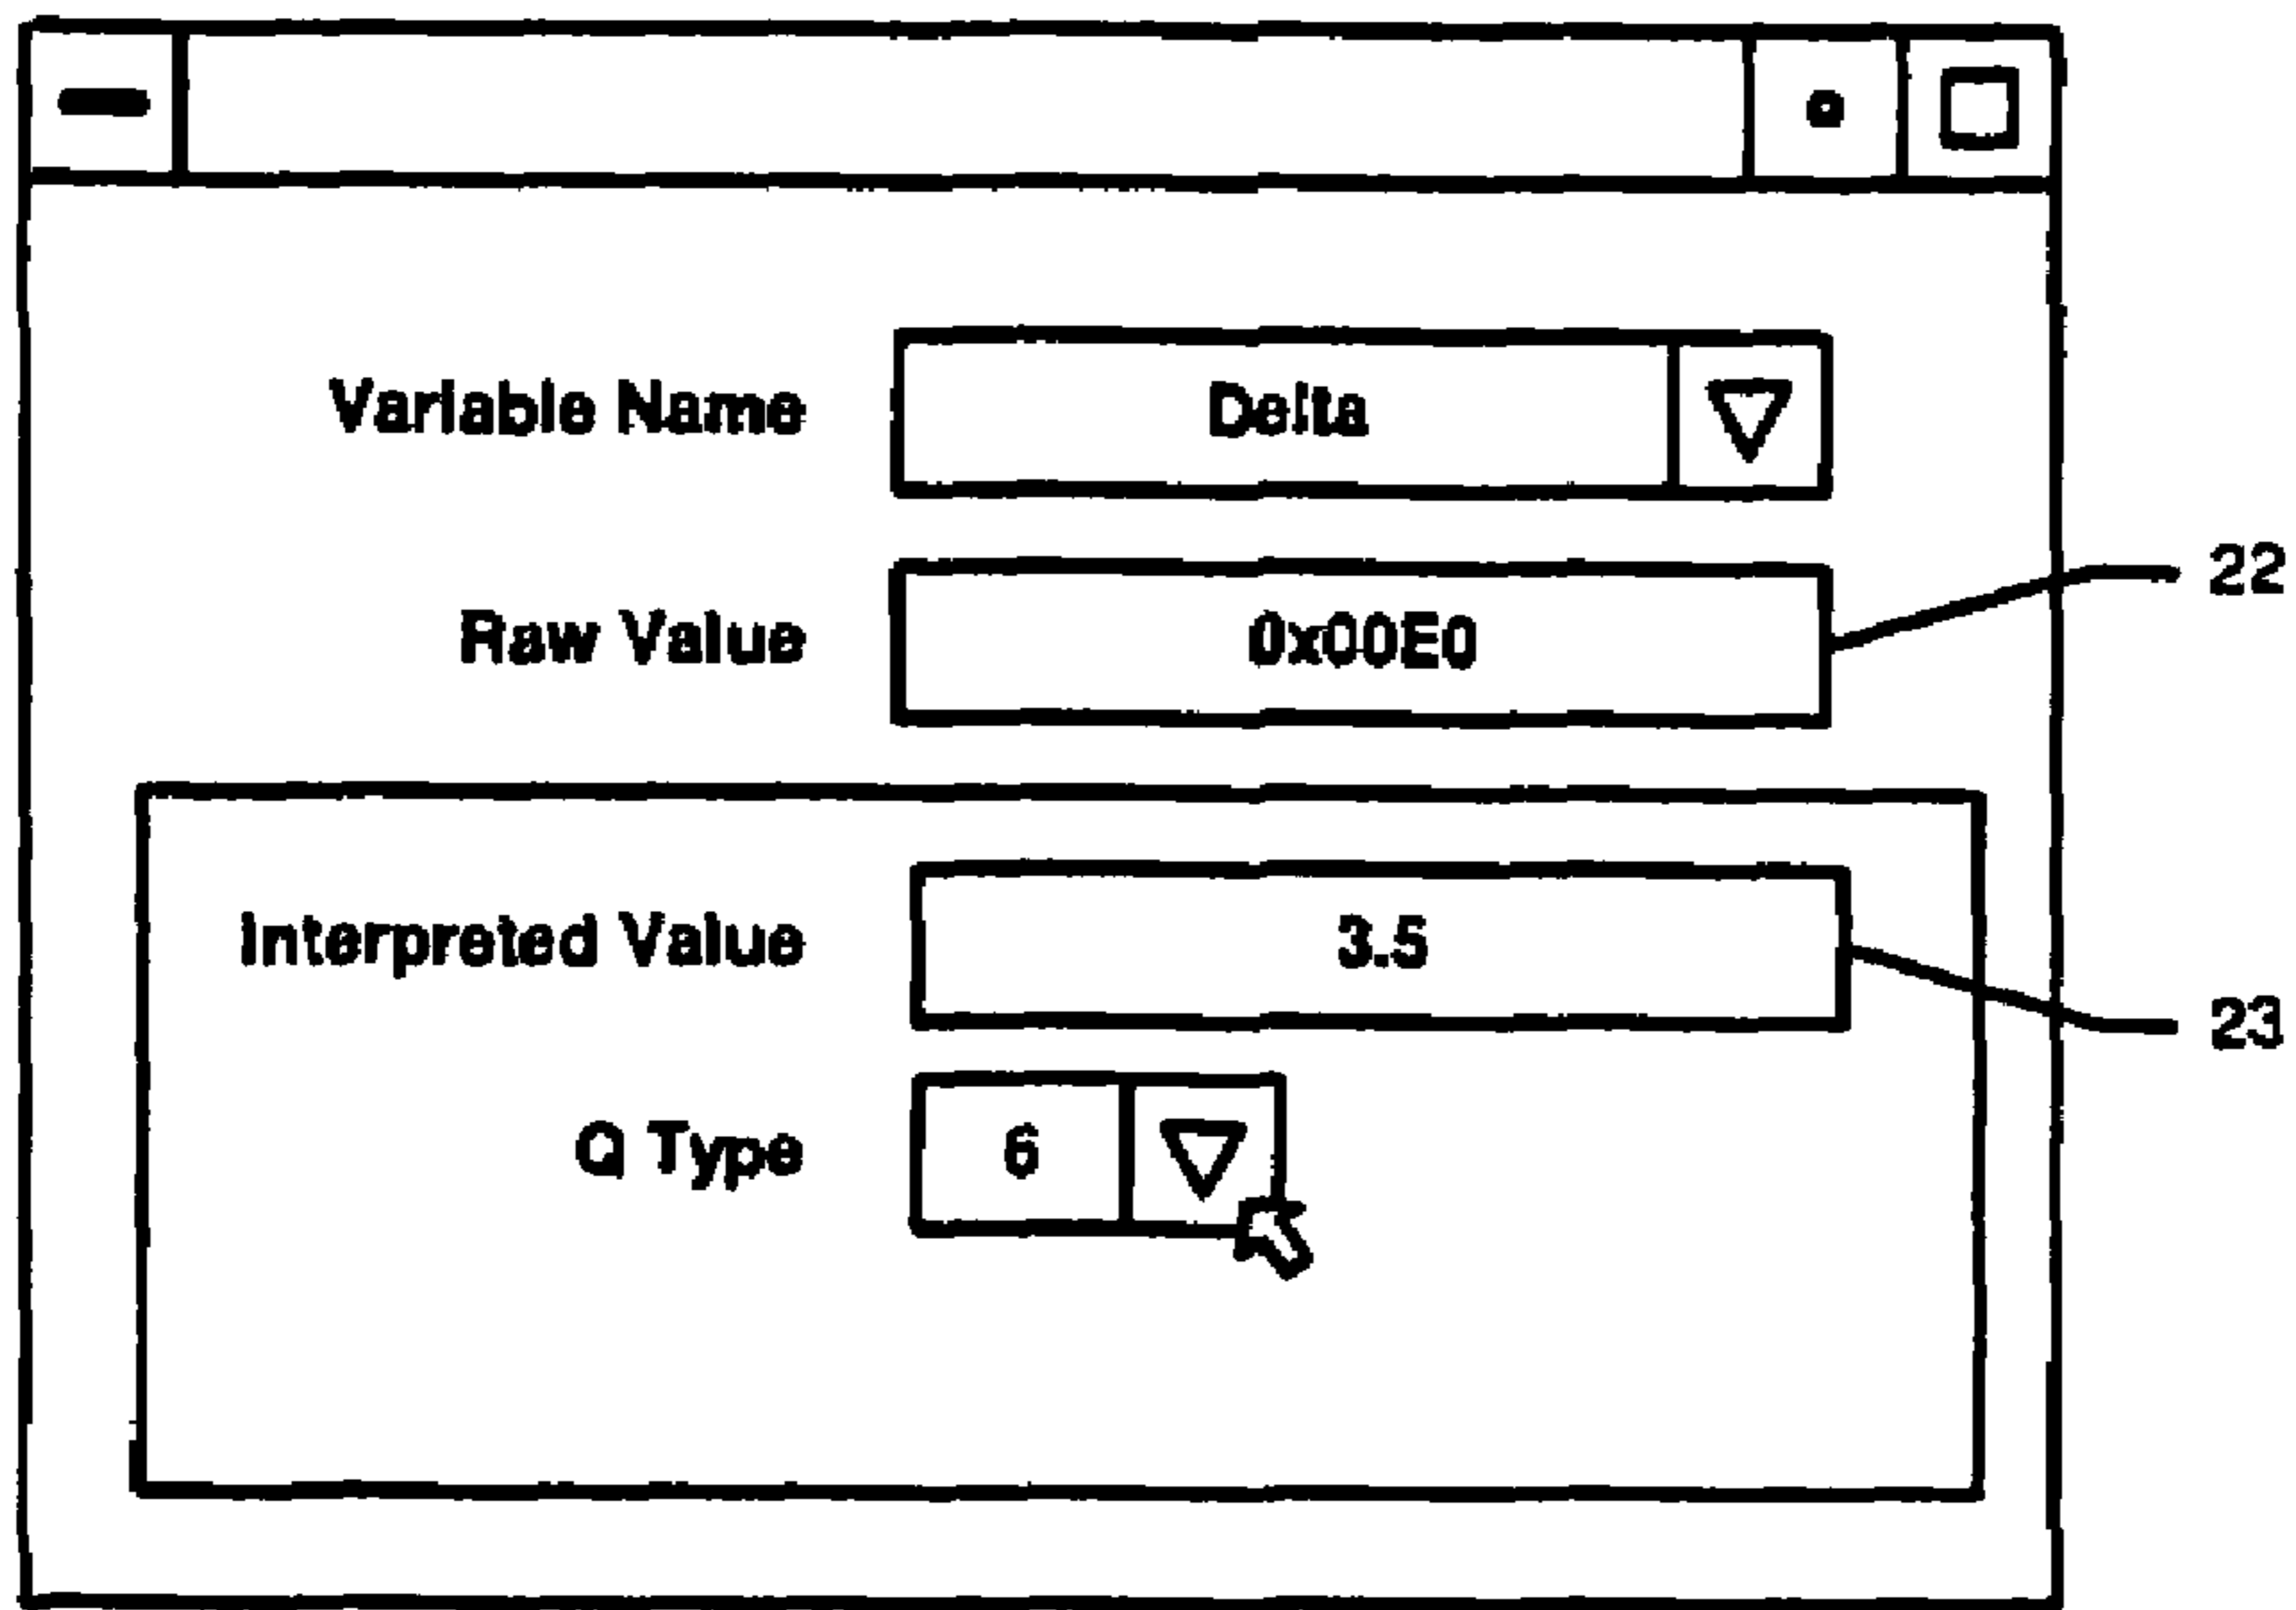 Variable Name Delta
Raw Value 0x00E0 22
Interpreted Value 3.5
23
Q Type 6